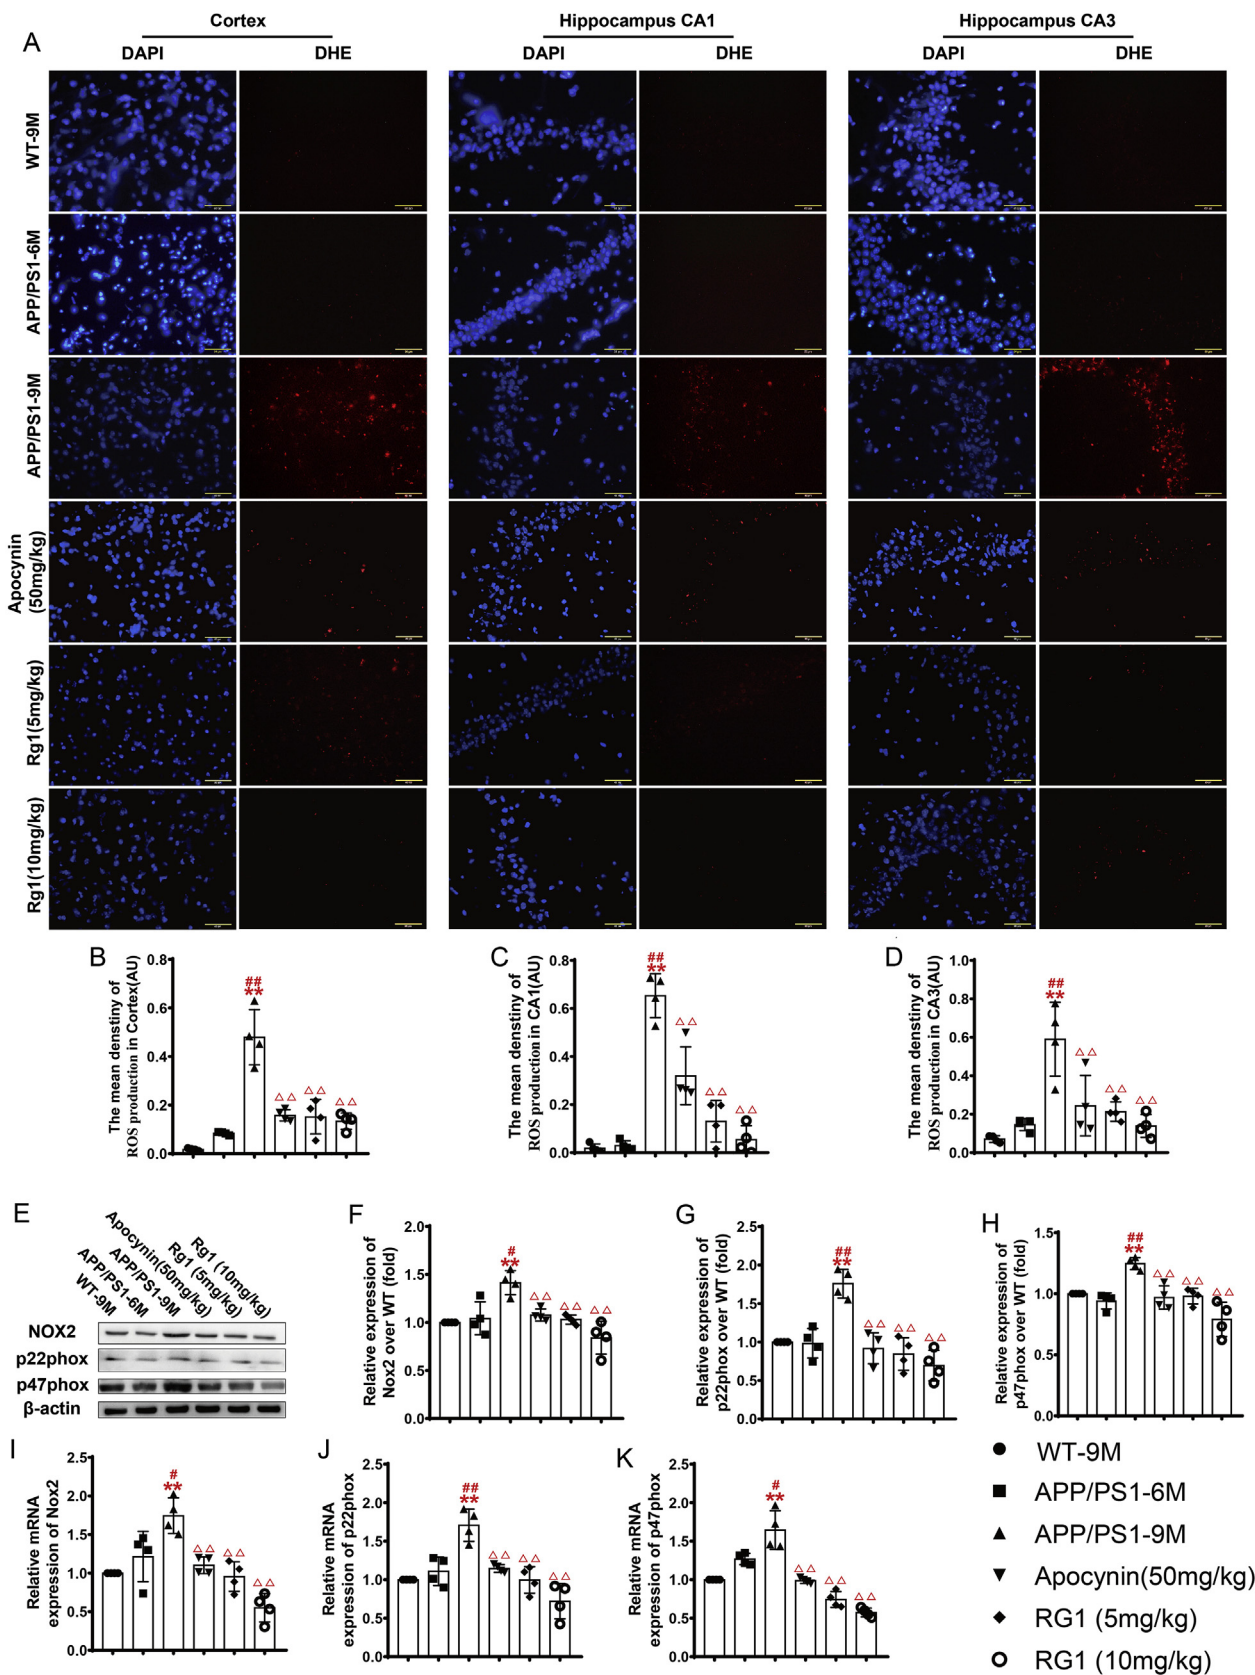 A
Cortex
Hippocampus CA1
Hippocampus CA3
DAPI
DHE
DAPI
DHE
DAPI
DHE
WT-9M
APP/PS1-6M
APP/PS1-9M
Apocynin
(50mg/kg)
Rg1(5mg/kg)
Rg1(10mg/kg)
B
The mean denstiny of
ROS production in Cortex(AU)
0.8
0.6
0.4
0.2
0.0
##
**
△△
△△
△△
C
The mean denstiny of
ROS production in CA1(AU)
0.8
0.6
0.4
0.2
0.0
##
**
△△
△△
△△
D
The mean denstiny of
ROS production in CA3(AU)
1.0
0.8
0.6
0.4
0.2
0.0
##
**
△△
△△
△△
E
WT-9M
APP/PS1-6M
APP/PS1-9M
Apocynin(50mg/kg)
Rg1 (5mg/kg)
Rg1 (10mg/kg)
NOX2
p22phox
p47phox
β-actin
F
Relative expression of
Nox2 over WT (fold)
2.0
1.5
1.0
0.5
0.0
#
**
△△
△△
△△
G
Relative expression of
p22phox over WT (fold)
2.5
2.0
1.5
1.0
0.5
0.0
##
**
△△
△△
△△
H
Relative expression of
p47phox over WT (fold)
1.5
1.0
0.5
0.0
##
**
△△
△△
△△
I
Relative mRNA
expression of Nox2
2.5
2.0
1.5
1.0
0.5
0.0
#
**
△△
△△
△△
J
Relative mRNA
expression of p22phox
2.5
2.0
1.5
1.0
0.5
0.0
##
**
△△
△△
△△
K
Relative mRNA
expression of p47phox
2.5
2.0
1.5
1.0
0.5
0.0
#
**
△△
△△
△△
WT-9M
APP/PS1-6M
APP/PS1-9M
Apocynin(50mg/kg)
RG1 (5mg/kg)
RG1 (10mg/kg)